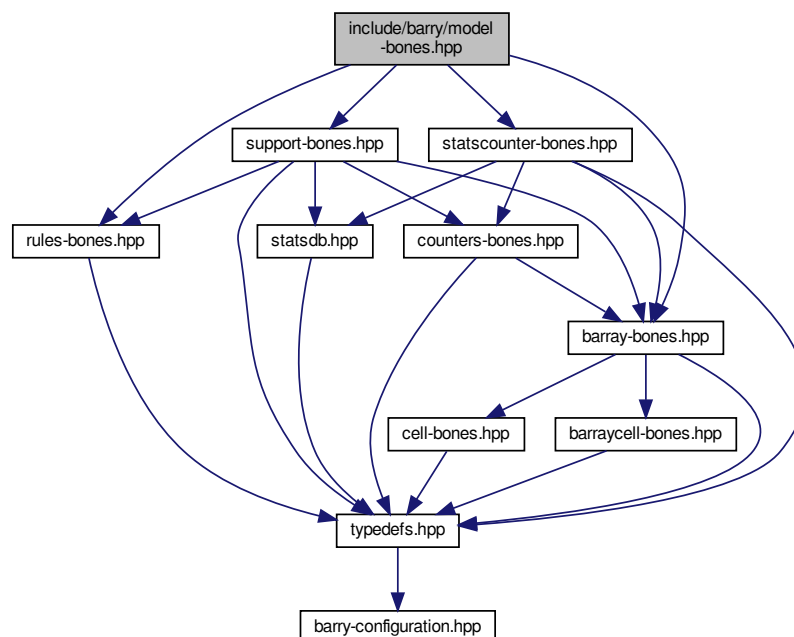 include/barry/model
-bones.hpp
support-bones.hpp
statscounter-bones.hpp
rules-bones.hpp
statsdb.hpp
counters-bones.hpp
barray-bones.hpp
cell-bones.hpp
barraycell-bones.hpp
typedefs.hpp
barry-configuration.hpp